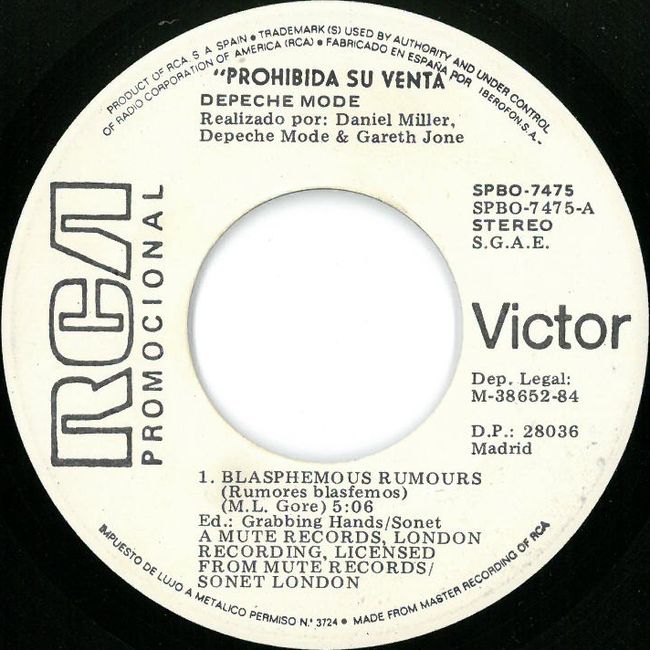 PRODUCT OF RCA, S A SPAIN • TRADEMARK (S) USED BY AUTHORITY AND UNDER CONTROL
OF RADIO CORPORATION OF AMERICA (RCA) • FABRICADO EN ESPAÑA POR IBEROFON, S.A.-
"PROHIBIDA SU VENTA
DEPECHE MODE
Realizado por: Daniel Miller,
Depeche Mode & Gareth Jone
RCA
PROMOCIONAL
SPBO-7475
SPBO-7475-A
STEREO
S.G.A.E.
Victor
Dep. Legal:
M-38652-84
D.P.: 28036
Madrid
1. BLASPHEMOUS RUMOURS
(Rumores blasfemos)
(M.L. Gore) 5:06
Ed.: Grabbing Hands/Sonet
A MUTE RECORDS, LONDON
RECORDING, LICENSED
FROM MUTE RECORDS/
SONET LONDON
IMPUESTO DE LUJO A METALICO PERMISO N.º 3724 • MADE FROM MASTER RECORDING OF RCA